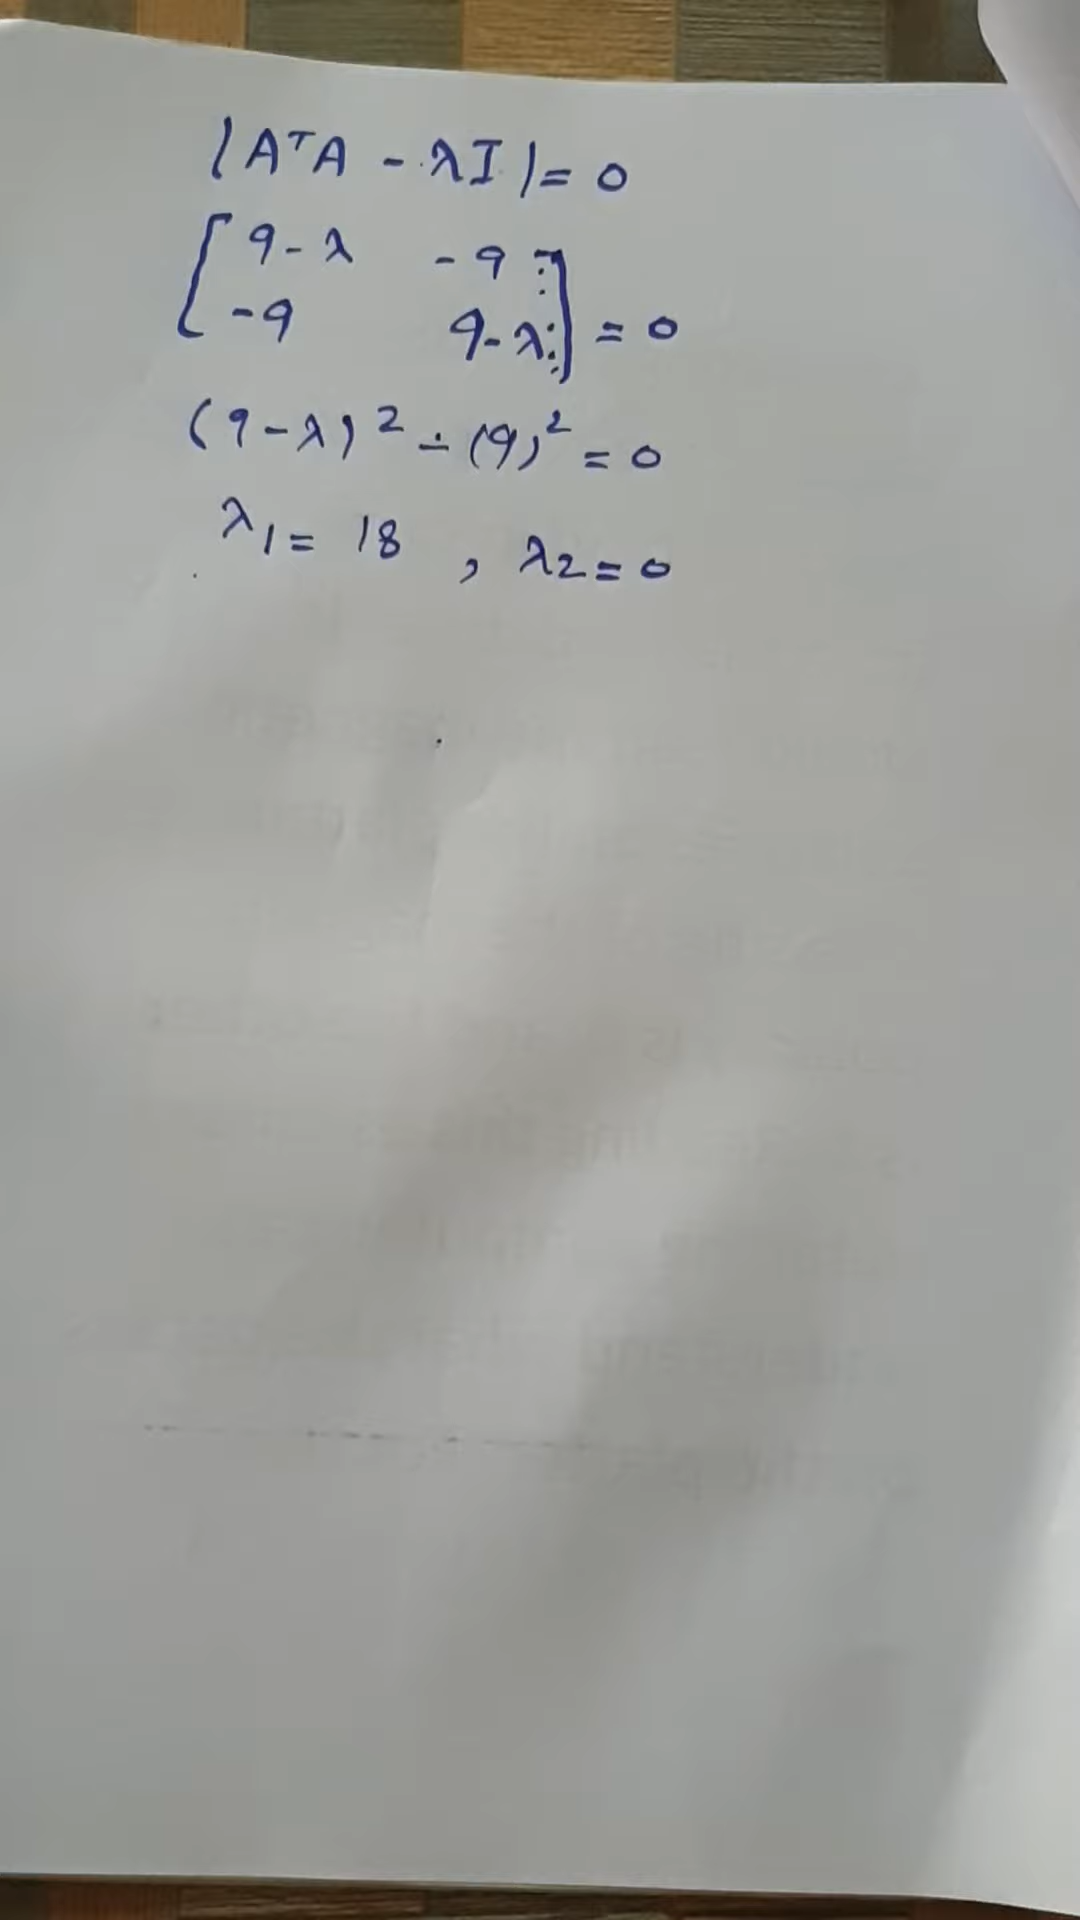 |AᵀA - λI| = 0
[9-λ -9
-9 9-λ] = 0
(9-λ)² - (9)² = 0
λ1 = 18 , λ2 = 0